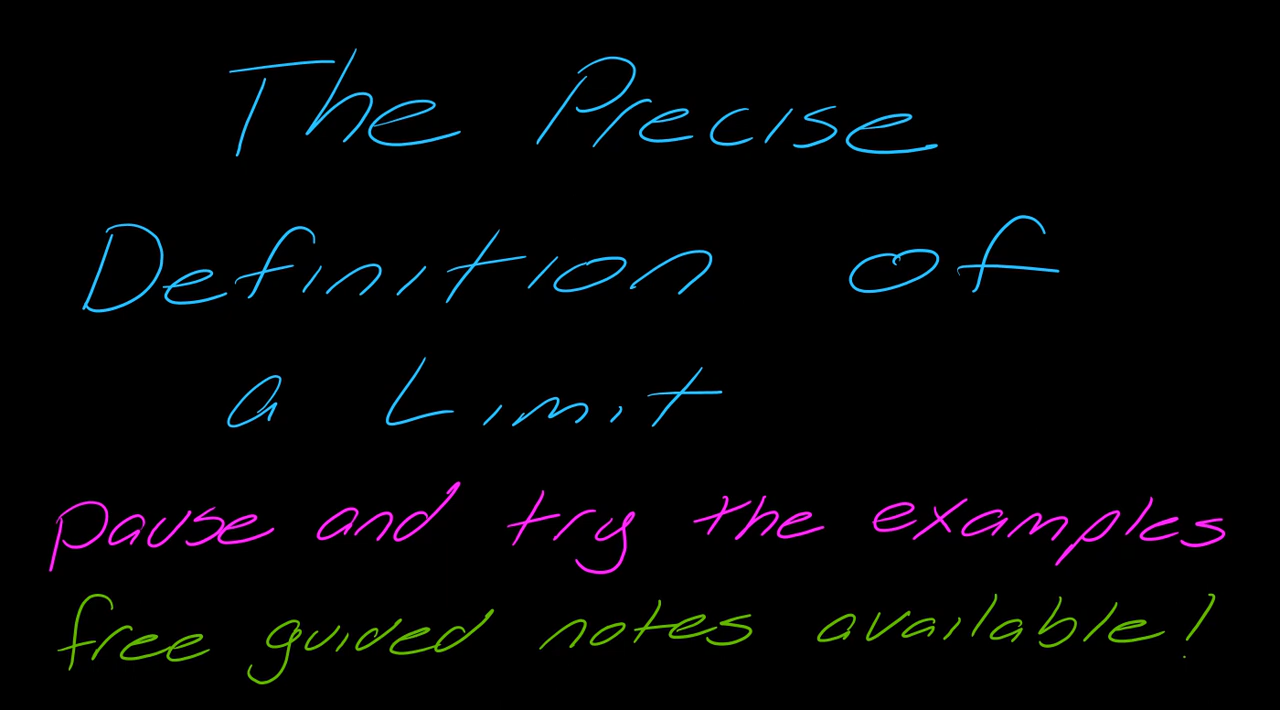 The Precise
Definition of
a Limit
pause and try the examples
free guided notes available!